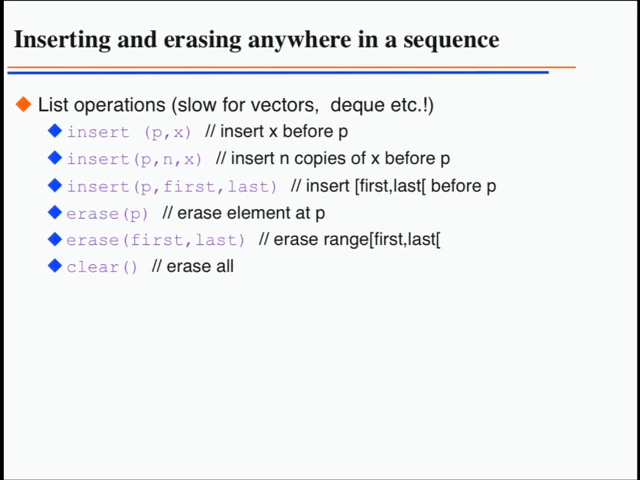 Inserting and erasing anywhere in a sequence
List operations (slow for vectors, deque etc.!)
insert (p,x) // insert x before p
insert(p,n,x) // insert n copies of x before p
insert(p,first,last) // insert [first,last[ before p
erase(p) // erase element at p
erase(first,last) // erase range[first,last[
clear() // erase all